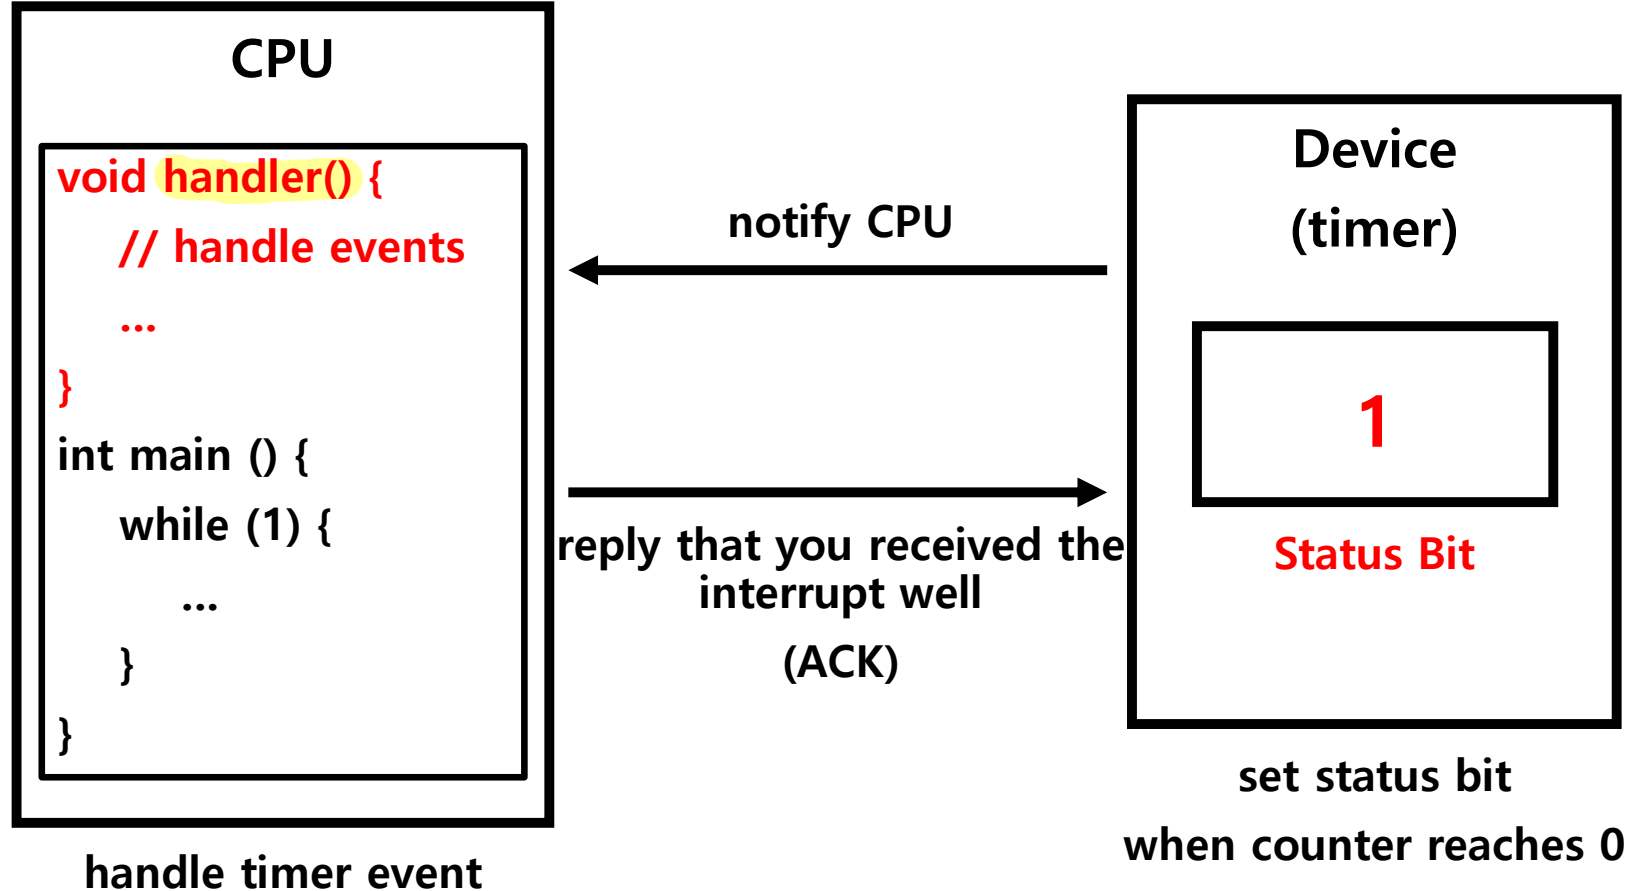 CPU
void handler() {
// handle events
...
}
int main () {
while (1) {
...
}
}
handle timer event
notify CPU
reply that you received the
interrupt well
(ACK)
Device
(timer)
1
Status Bit
set status bit
when counter reaches 0